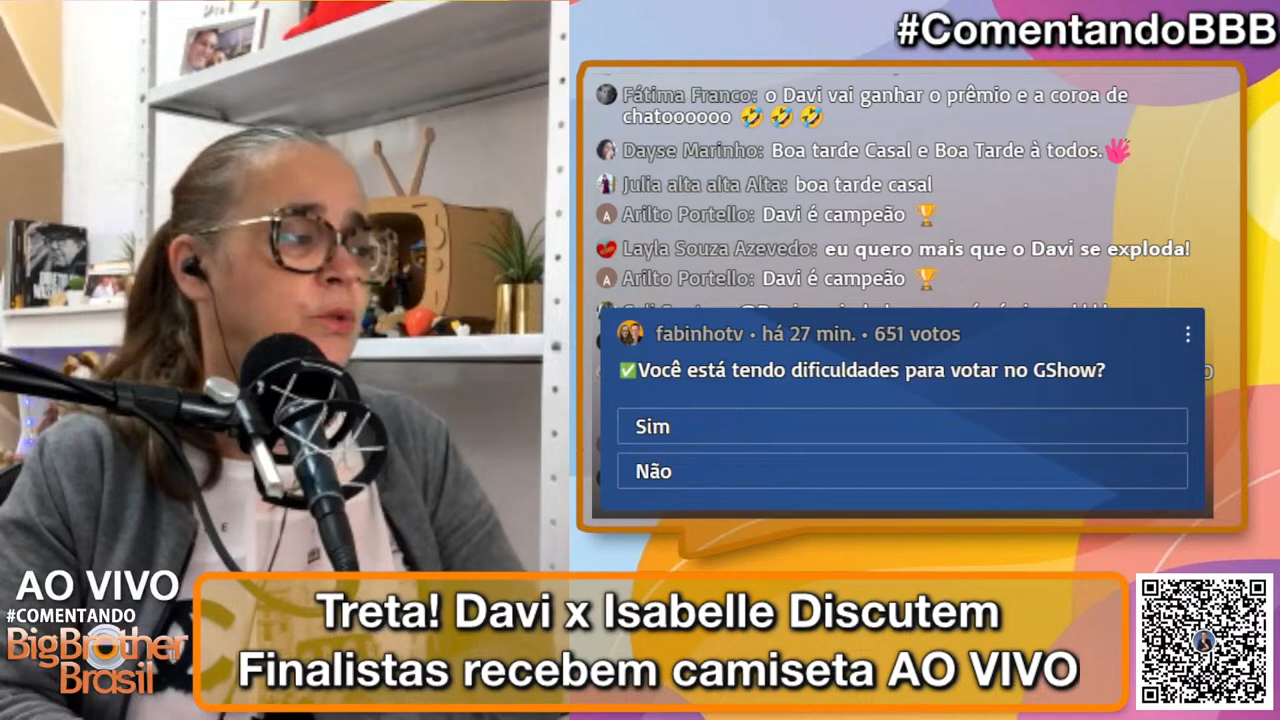 #ComentandoBBB
Fátima Franco: o Davi vai ganhar o prêmio e a coroa de
chatoooooo 🤣 🤣 🤣
Dayse Marinho: Boa tarde Casal e Boa Tarde à todos.
Julia alta alta Alta: boa tarde casal
A Arilto Portello: Davi é campeão 🏆
Layla Souza Azevedo: eu quero mais que o Davi se exploda!
A Arilto Portello: Davi é campeão 🏆
fabinhotv • há 27 min. • 651 votos
✅Você está tendo dificuldades para votar no GShow?
Sim
Não
AO VIVO
#COMENTANDO
BigBrother
Brasil
Treta! Davi x Isabelle Discutem
Finalistas recebem camiseta AO VIVO